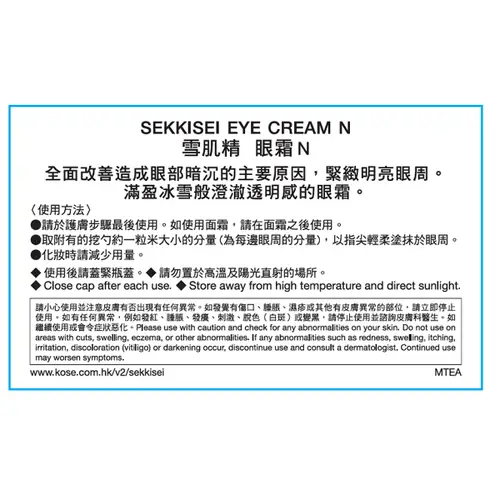 SEKKISEI EYE CREAM N
雪肌精 眼霜N
全面改善造成眼部暗沉的主要原因，緊緻明亮眼周。
滿盈冰雪般澄澈透明感的眼霜。
〈使用方法〉
●請於護膚步驟最後使用。如使用面霜，請在面霜之後使用。
●取附有的挖勺約一粒米大小的分量 (為每邊眼周的分量)，以指尖輕柔塗抹於眼周。
●化妝時請減少用量。
◆ 使用後請蓋緊瓶蓋。◆ 請勿置於高溫及陽光直射的場所。
◆ Close cap after each use. ◆ Store away from high temperature and direct sunlight.
請小心使用並注意皮膚有否出現有任何異常。如發覺有傷口、腫脹、濕疹或其他有皮膚異常的部位，請立即停止
使用。如有任何異常，例如發紅、腫脹、發癢、刺激、脫色 (白斑) 或變黑，請停止使用並諮詢皮膚科醫生。如
繼續使用或會令症狀惡化。Please use with caution and check for any abnormalities on your skin. Do not use on
areas with cuts, swelling, eczema, or other abnormalities. If any abnormalities such as redness, swelling, itching,
irritation, discoloration (vitiligo) or darkening occur, discontinue use and consult a dermatologist. Continued use
may worsen symptoms.
www.kose.com.hk/v2/sekkisei MTEA